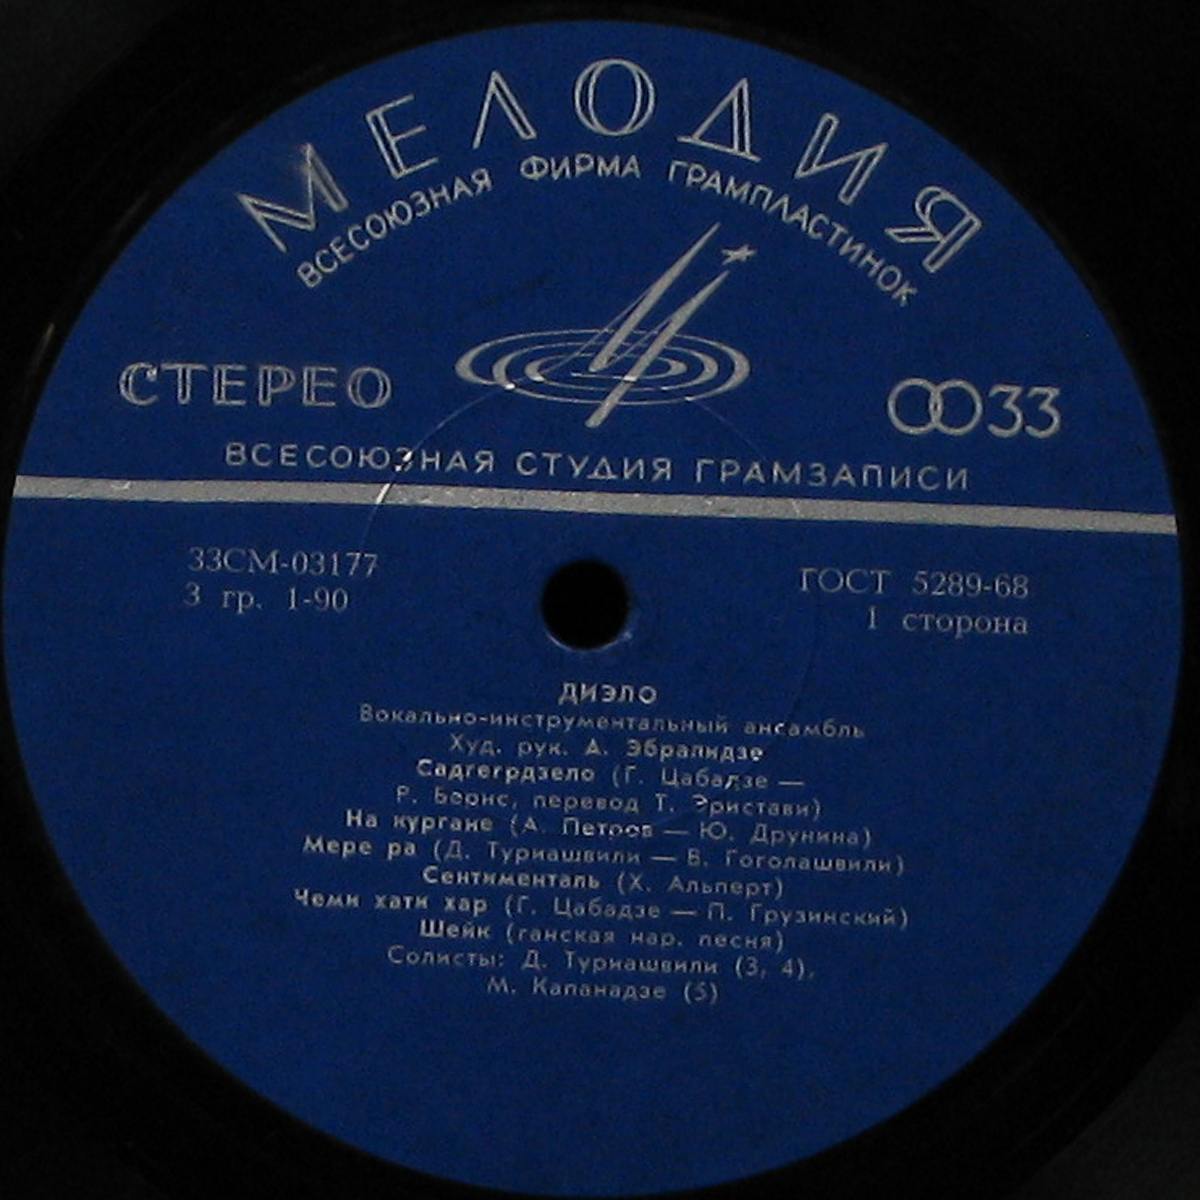 МЕЛОДИЯ
ВСЕСОЮЗНАЯ ФИРМА ГРАМПЛАСТИНОК
СТЕРЕО
33
ВСЕСОЮЗНАЯ СТУДИЯ ГРАМЗАПИСИ
33СМ-03177
ГОСТ 5289-68
3 гр. 1-90
1 сторона
ДИЭЛО
Вокально-инструментальный ансамбль
Худ. рук. А. Эбралидзе
Садгегрдзело (Г. Цабадзе —
Р. Бернс, перевод Т. Эристави)
На кургане (А. Петров — Ю. Друнина)
Мере ра (Д. Туриашвили — В. Гоголашвили)
Сентименталь (Х. Альперт)
Чеми хати хар (Г. Цабадзе — П. Грузинский)
Шейк (ганская нар. песня)
Солисты: Д. Туриашвили (3, 4),
М. Капанадзе (5)